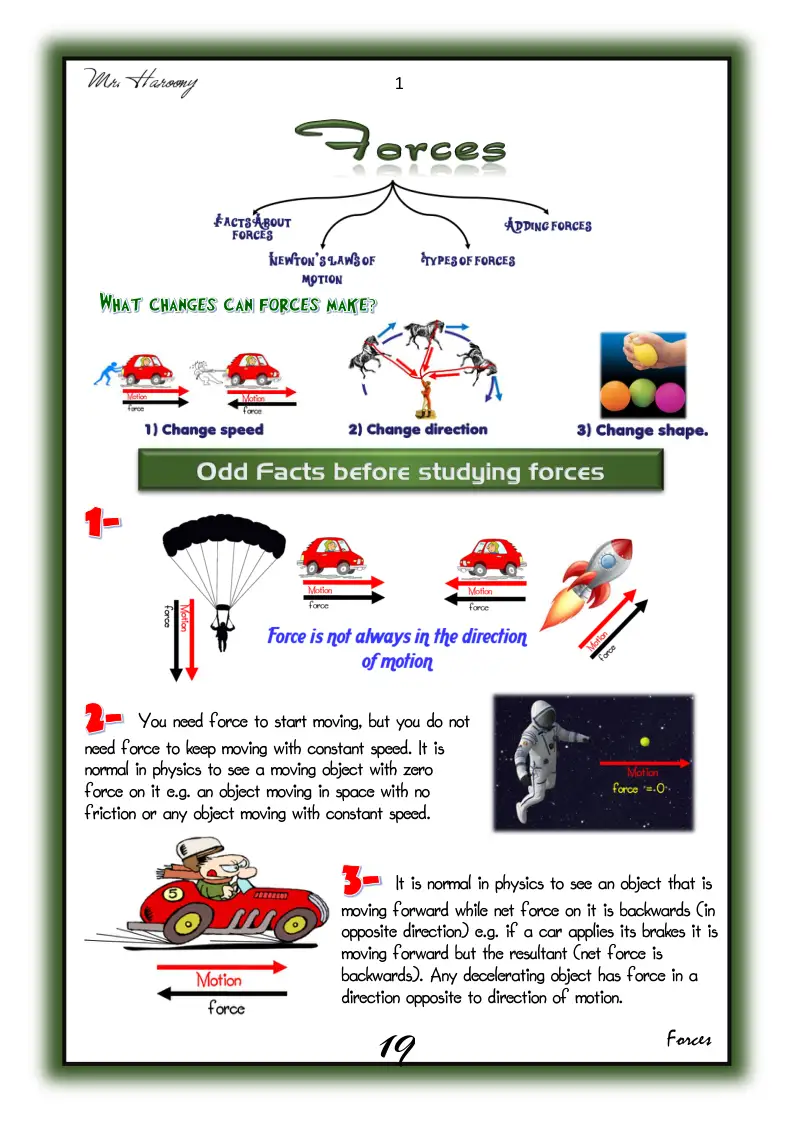 Mr. Haroony
1
Forces
Facts About
forces
Adding forces
Newton's Laws of
motion
Types of forces
What changes can forces make?
Motion
force
Motion
force
1) Change speed
2) Change direction
3) Change shape.
Odd Facts before studying forces
1-
Motion
force
Motion
force
Motion
force
Motion
force
Force is not always in the direction
of motion
2- You need force to start moving, but you do not
need force to keep moving with constant speed. It is
normal in physics to see a moving object with zero
force on it e.g. an object moving in space with no
friction or any object moving with constant speed.
Motion
force "=0"
5
Motion
force
3- It is normal in physics to see an object that is
moving forward while net force on it is backwards (in
opposite direction) e.g. if a car applies its brakes it is
moving forward but the resultant (net force is
backwards). Any decelerating object has force in a
direction opposite to direction of motion.
19
Forces